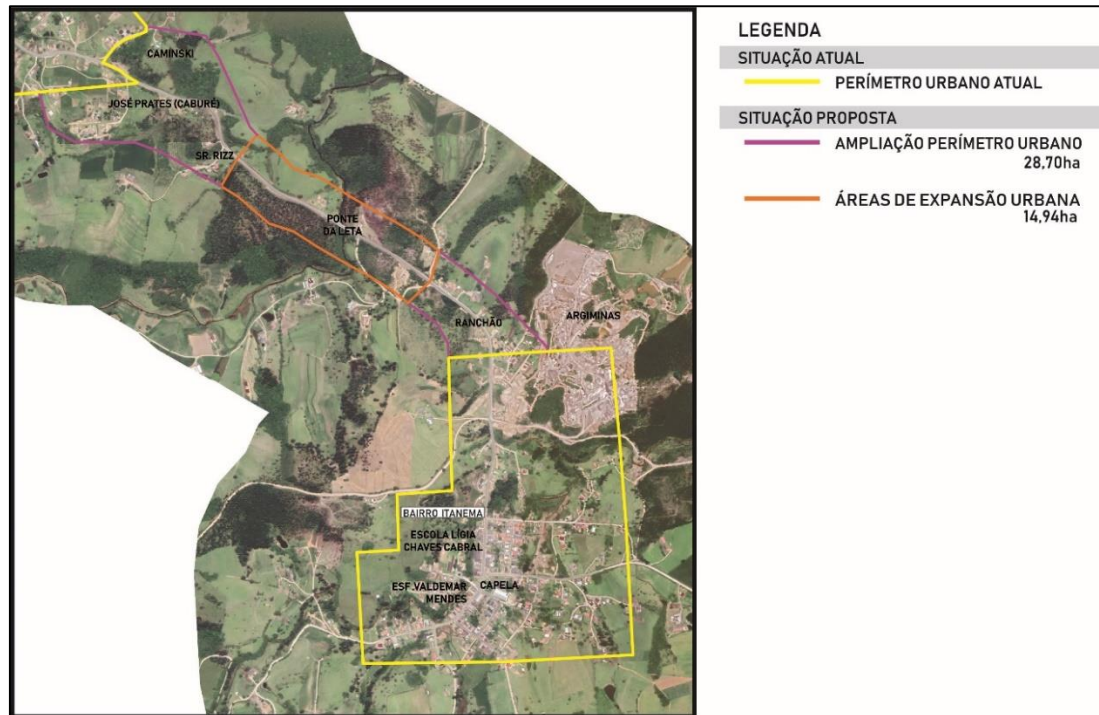 LEGENDA
SITUAÇÃO ATUAL
PERÍMETRO URBANO ATUAL
SITUAÇÃO PROPOSTA
AMPLIAÇÃO PERÍMETRO URBANO
28,70ha
ÁREAS DE EXPANSÃO URBANA
14,94ha
CAMINSKI
JOSÉ PRATES (CABURÉ)
SR. RIZZ
PONTE
DA LETA
RANCHÃO
ARGIMINAS
BAIRRO ITANEMA
ESCOLA LÍGIA
CHAVES CABRAL
ESF. VALDEMAR
MENDES
CAPELA